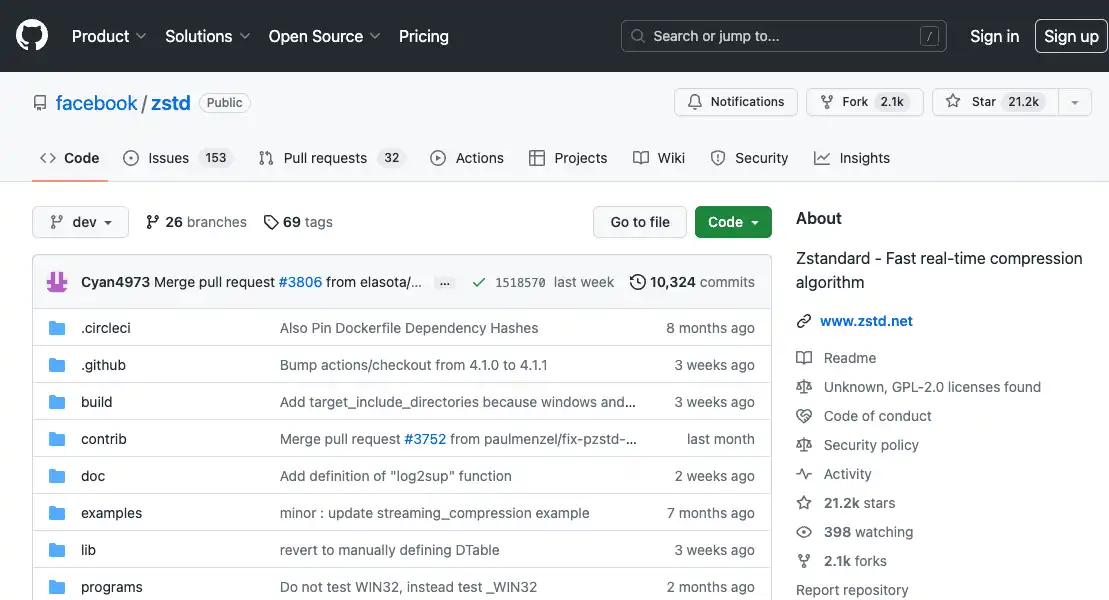 Product Solutions Open Source Pricing Search or jump to... / Sign in Sign up
facebook / zstd Public Notifications Fork 2.1k Star 21.2k
Code Issues 153 Pull requests 32 Actions Projects Wiki Security Insights
dev 26 branches 69 tags Go to file Code
Cyan4973 Merge pull request #3806 from elasota/... ... 1518570 last week 10,324 commits
.circleci Also Pin Dockerfile Dependency Hashes 8 months ago
.github Bump actions/checkout from 4.1.0 to 4.1.1 3 weeks ago
build Add target_include_directories because windows and... 3 weeks ago
contrib Merge pull request #3752 from paulmenzel/fix-pzstd-... last month
doc Add definition of "log2sup" function 2 weeks ago
examples minor : update streaming_compression example 7 months ago
lib revert to manually defining DTable 3 weeks ago
programs Do not test WIN32, instead test _WIN32 2 months ago
About
Zstandard - Fast real-time compression
algorithm
www.zstd.net
Readme
Unknown, GPL-2.0 licenses found
Code of conduct
Security policy
Activity
21.2k stars
398 watching
2.1k forks
Report repository